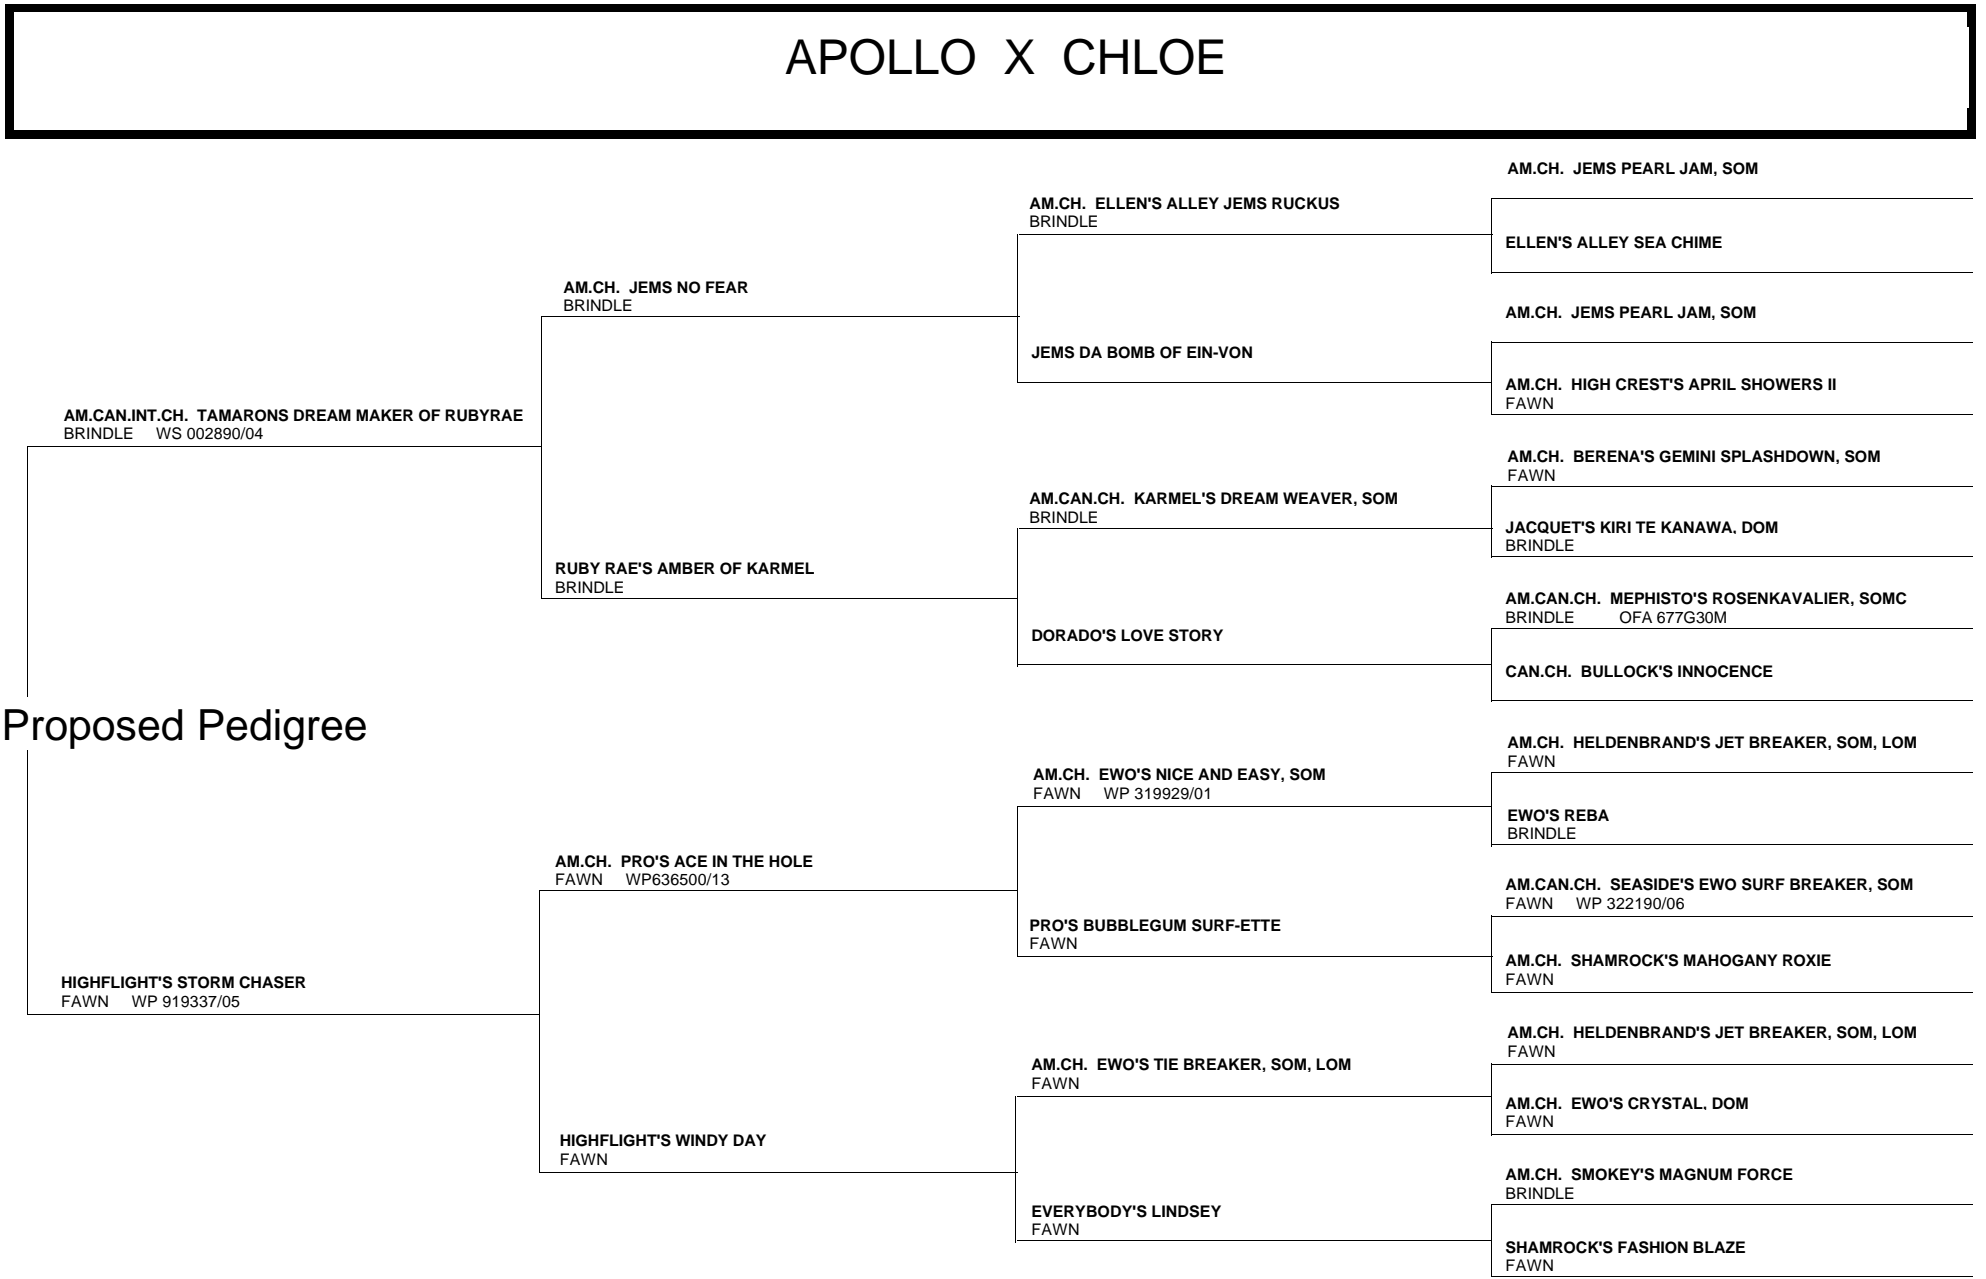 APOLLO X CHLOE
AM.CH. JEMS PEARL JAM, SOM
AM.CH. ELLEN'S ALLEY JEMS RUCKUS
BRINDLE
ELLEN'S ALLEY SEA CHIME
AM.CH. JEMS NO FEAR
BRINDLE
AM.CH. JEMS PEARL JAM, SOM
JEMS DA BOMB OF EIN-VON
AM.CH. HIGH CREST'S APRIL SHOWERS II
FAWN
AM.CAN.INT.CH. TAMARONS DREAM MAKER OF RUBYRAE
BRINDLE WS 002890/04
AM.CH. BERENA'S GEMINI SPLASHDOWN, SOM
FAWN
AM.CAN.CH. KARMEL'S DREAM WEAVER, SOM
BRINDLE
JACQUET'S KIRI TE KANAWA, DOM
BRINDLE
RUBY RAE'S AMBER OF KARMEL
BRINDLE
AM.CAN.CH. MEPHISTO'S ROSENKAVALIER, SOMC
BRINDLE OFA 677G30M
DORADO'S LOVE STORY
CAN.CH. BULLOCK'S INNOCENCE
Proposed Pedigree
AM.CH. HELDENBRAND'S JET BREAKER, SOM, LOM
FAWN
AM.CH. EWO'S NICE AND EASY, SOM
FAWN WP 319929/01
EWO'S REBA
BRINDLE
AM.CH. PRO'S ACE IN THE HOLE
FAWN WP636500/13
AM.CAN.CH. SEASIDE'S EWO SURF BREAKER, SOM
FAWN WP 322190/06
PRO'S BUBBLEGUM SURF-ETTE
FAWN
AM.CH. SHAMROCK'S MAHOGANY ROXIE
FAWN
HIGHFLIGHT'S STORM CHASER
FAWN WP 919337/05
AM.CH. HELDENBRAND'S JET BREAKER, SOM, LOM
FAWN
AM.CH. EWO'S TIE BREAKER, SOM, LOM
FAWN
AM.CH. EWO'S CRYSTAL, DOM
FAWN
HIGHFLIGHT'S WINDY DAY
FAWN
AM.CH. SMOKEY'S MAGNUM FORCE
BRINDLE
EVERYBODY'S LINDSEY
FAWN
SHAMROCK'S FASHION BLAZE
FAWN